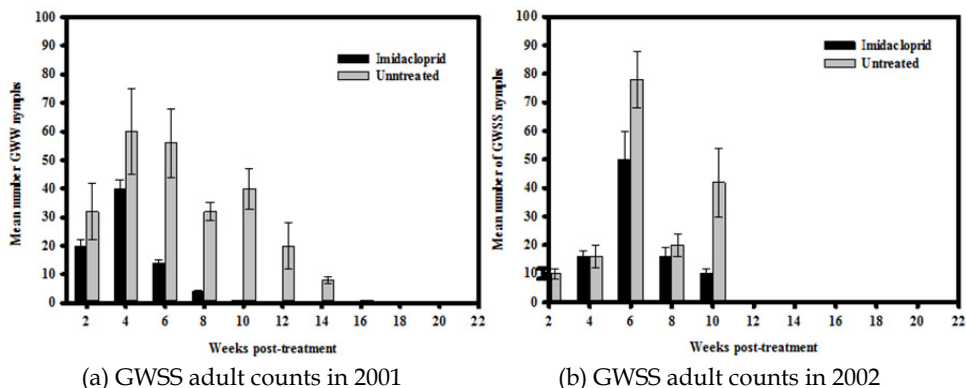 100
90
80
70
60
50
40
30
20
10
0
Mean number GWW nymphs
Imidacloprid
Unntreated
2 4 6 8 10 12 14 16 18 20 22
Weeks post-treatment
(a) GWSS adult counts in 2001
100
90
80
70
60
50
40
30
20
10
0
Mean number of GWSS nymphs
Imidacloprid
Untreated
2 4 6 8 10 12 14 16 18 20 22
Weeks post-treatment
(b) GWSS adult counts in 2002